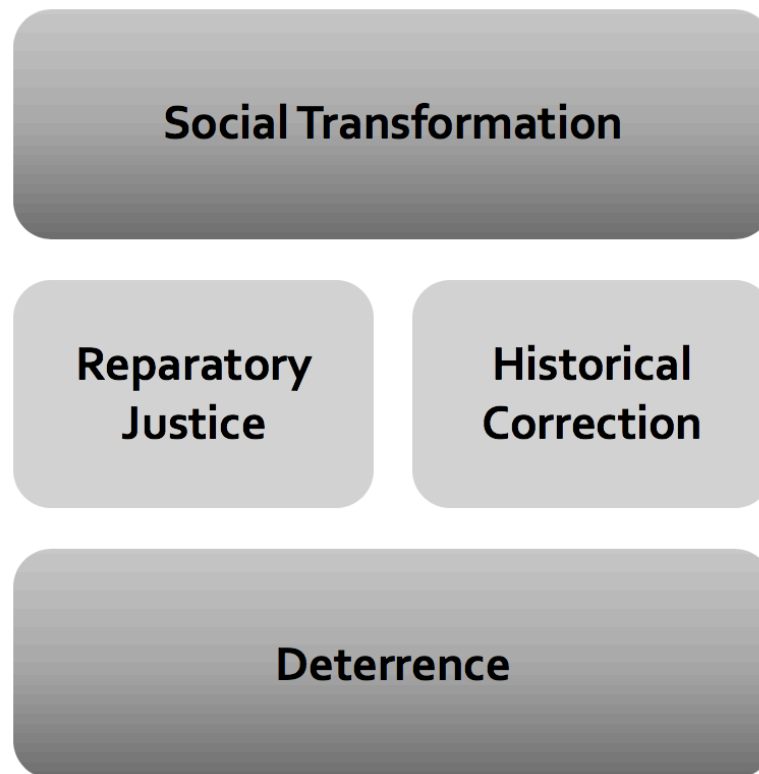 Social Transformation
Reparatory
Justice
Historical
Correction
Deterrence